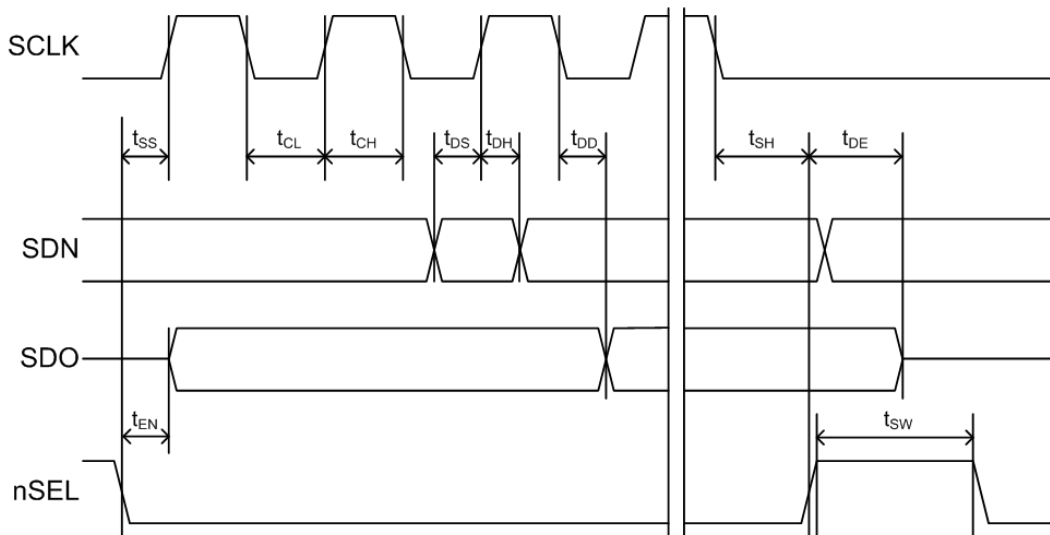 SCLK
tSS
tCL
tCH
tDS
tDH
tDD
tSH
tDE
SDN
SDO
tEN
tSW
nSEL